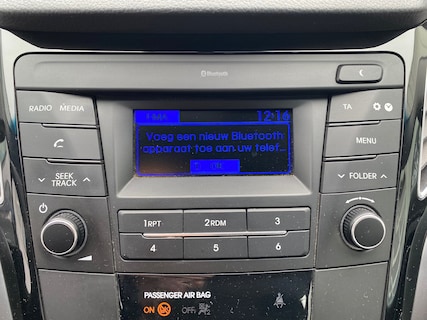 Bluetooth
RADIO MEDIA
12:16
TA
Voeg een nieuw Bluetooth
apparaat toe aan uw telef...
MENU
SEEK
TRACK
FOLDER
1RPT 2RDM 3
4 5 6
PASSENGER AIR BAG
ON OFF